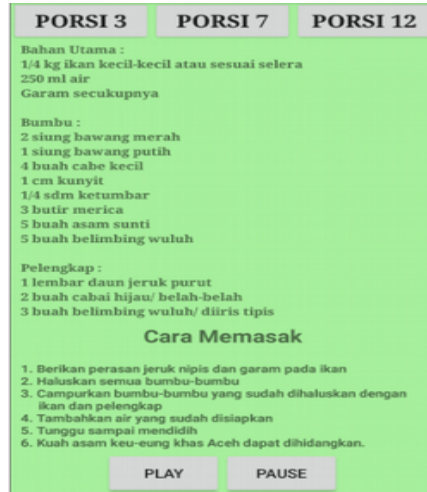 PORSI 3 PORSI 7 PORSI 12
Bahan Utama :
1/4 kg ikan kecil-kecil atau sesuai selera
250 ml air
Garam secukupnya
Bumbu :
2 siung bawang merah
1 siung bawang putih
4 buah cabe kecil
1 cm kunyit
1/4 sdm ketumbar
3 butir merica
5 buah asam sunti
5 buah belimbing wuluh
Pelengkap :
1 lembar daun jeruk purut
2 buah cabai hijau/ belah-belah
3 buah belimbing wuluh/ diiris tipis
Cara Memasak
1. Berikan perasan jeruk nipis dan garam pada ikan
2. Haluskan semua bumbu-bumbu
3. Campurkan bumbu-bumbu yang sudah dihaluskan dengan
ikan dan pelengkap
4. Tambahkan air yang sudah disiapkan
5. Tunggu sampai mendidih
6. Kuah asam keu-eung khas Aceh dapat dihidangkan.
PLAY PAUSE